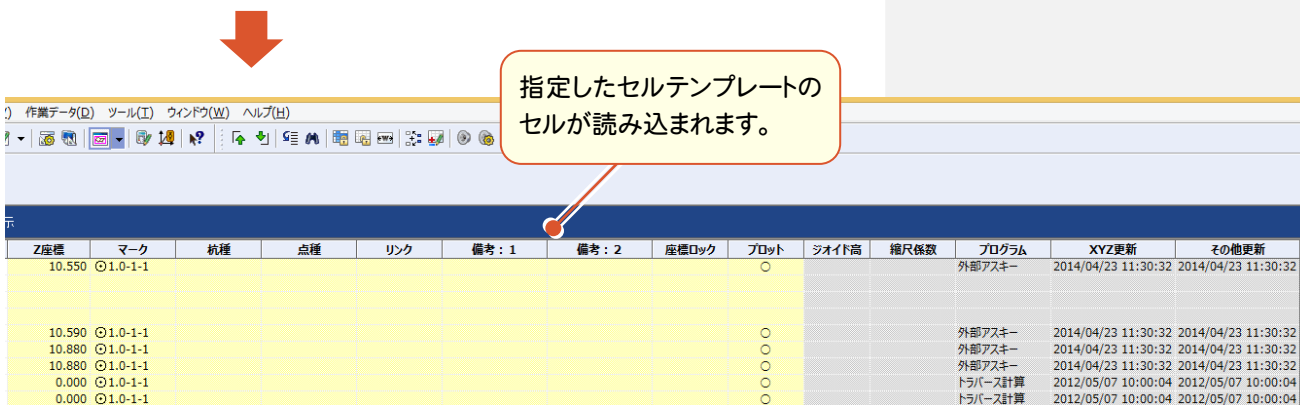 指定したセルテンプレートの
セルが読み込まれます。
作業データ(D) ツール(T) ウィンドウ(W) ヘルプ(H)
示
Z座標 マーク 杭種 点種 リンク 備考：1 備考：2 座標ロック プロット ジオイド高 縮尺係数 プログラム XYZ更新 その他更新
10.550 ⊙1.0-1-1 ○ 外部アスキー 2014/04/23 11:30:32 2014/04/23 11:30:32
10.590 ⊙1.0-1-1 ○ 外部アスキー 2014/04/23 11:30:32 2014/04/23 11:30:32
10.880 ⊙1.0-1-1 ○ 外部アスキー 2014/04/23 11:30:32 2014/04/23 11:30:32
10.880 ⊙1.0-1-1 ○ 外部アスキー 2014/04/23 11:30:32 2014/04/23 11:30:32
0.000 ⊙1.0-1-1 ○ トラバース計算 2012/05/07 10:00:04 2012/05/07 10:00:04
0.000 ⊙1.0-1-1 ○ トラバース計算 2012/05/07 10:00:04 2012/05/07 10:00:04